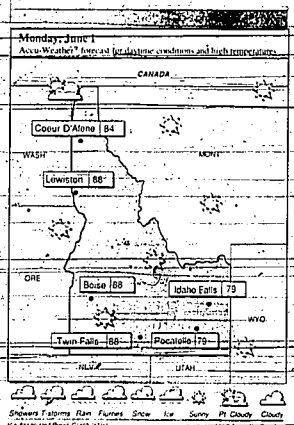 Monday, June 1
Accu-Weather® forecast for daytime conditions and high temperatures
CANADA
Coeur D'Alene 84
WASH
MONT
Lewiston 88°
ORE
Boise 88
Idaho Falls 79
WYO
Twin Falls 88°
Pocatello 79
NEV
UTAH
Showers T-storms Rain Flurries Snow Ice Sunny Pt Cloudy Cloudy